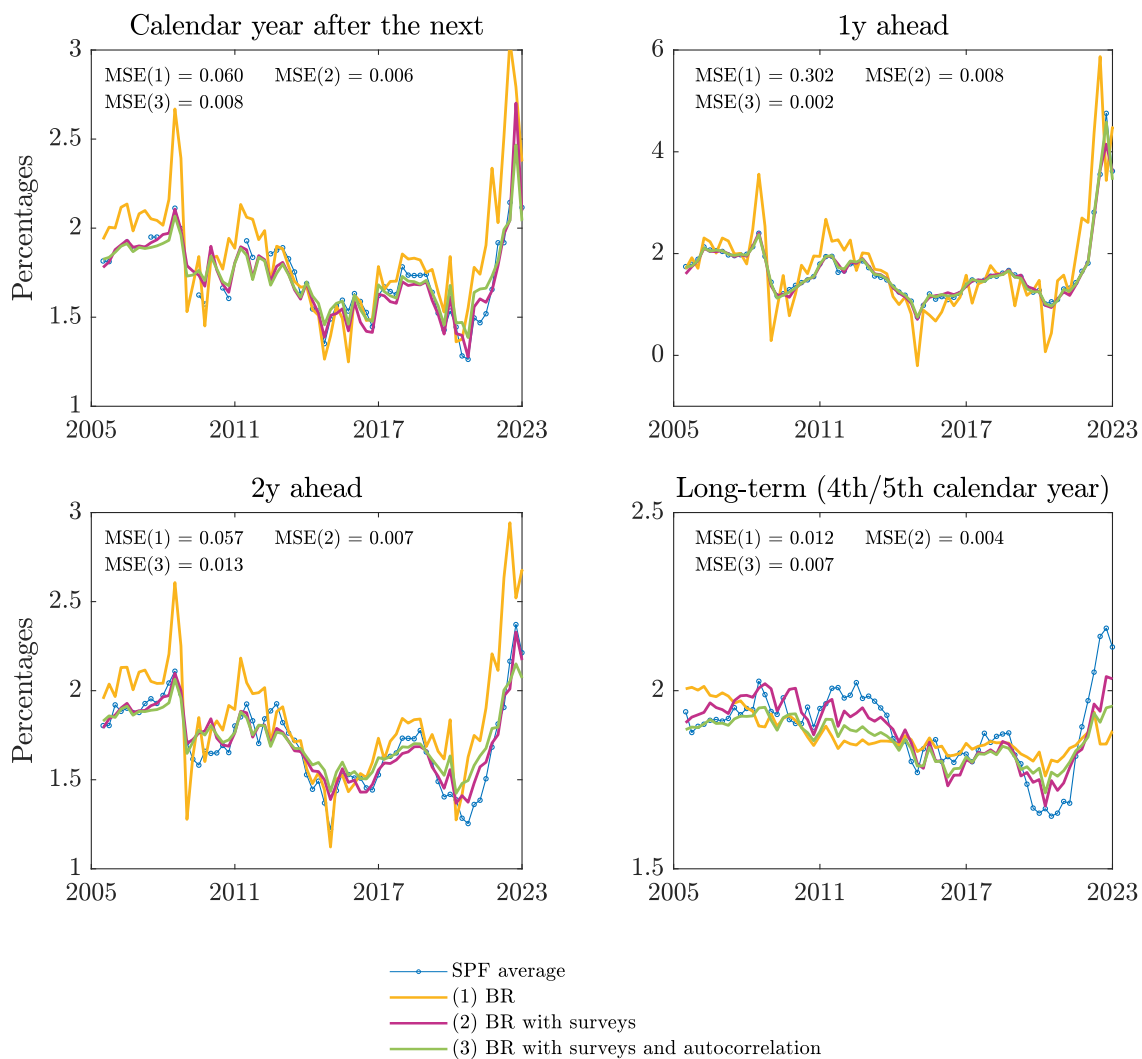 Calendar year after the next
1y ahead
Percentages
3
2.5
2
1.5
1
MSE(1) = 0.060 MSE(2) = 0.006
MSE(3) = 0.008
2005 2011 2017 2023
6
4
2
0
MSE(1) = 0.302 MSE(2) = 0.008
MSE(3) = 0.002
2005 2011 2017 2023
2y ahead
Long-term (4th/5th calendar year)
Percentages
3
2.5
2
1.5
1
MSE(1) = 0.057 MSE(2) = 0.007
MSE(3) = 0.013
2005 2011 2017 2023
2.5
2
1.5
MSE(1) = 0.012 MSE(2) = 0.004
MSE(3) = 0.007
2005 2011 2017 2023
SPF average
(1) BR
(2) BR with surveys
(3) BR with surveys and autocorrelation